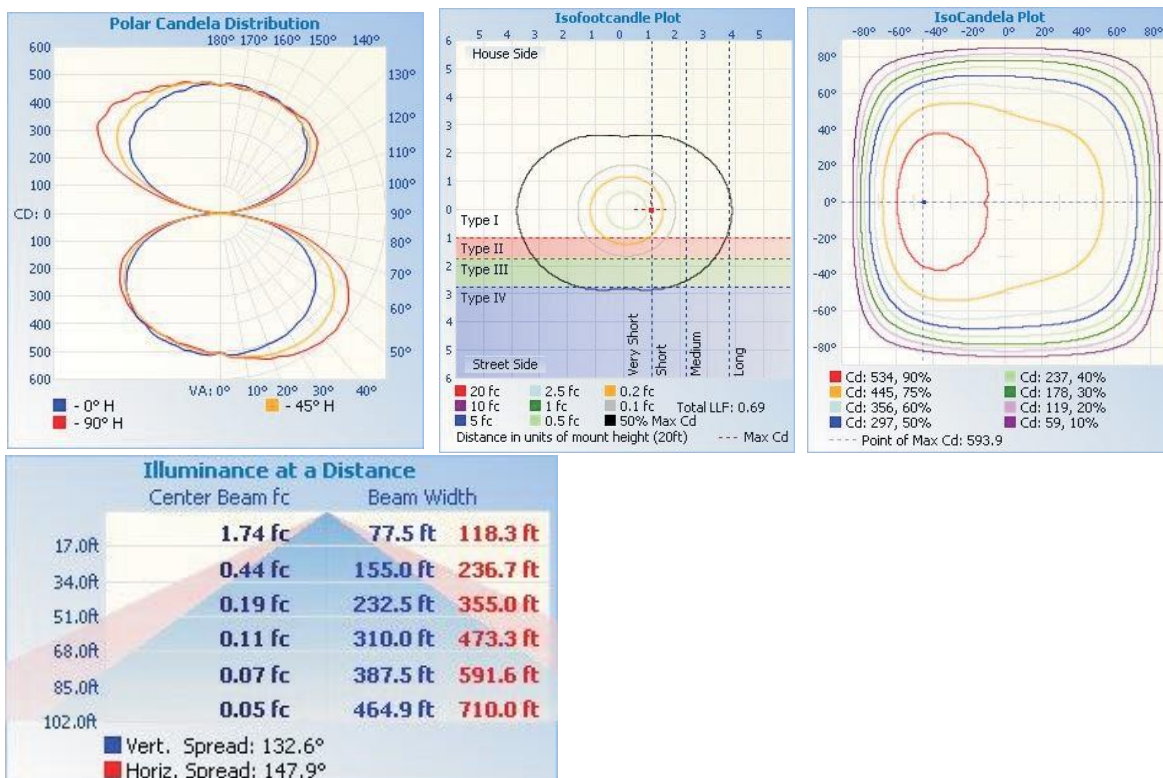 Polar Candela Distribution
600 180° 170° 160° 150° 140°
500 130°
400 120°
300 110°
200
100 100°
CD: 0 90°
100 80°
200 70°
300 60°
400
500 50°
600 VA: 0° 10° 20° 30° 40°
- 0° H - 45° H
- 90° H
Isofootcandle Plot
5 4 3 2 1 0 1 2 3 4 5
6 House Side
5
4
3
2
1
0 Type I
1 Type II
2 Type III
3 Type IV
4
5
6 Street Side
Very Short
Short
Medium
Long
20 fc 2.5 fc 0.2 fc
10 fc 1 fc 0.1 fc Total LLF: 0.69
5 fc 0.5 fc 50% Max Cd
Distance in units of mount height (20ft) --- Max Cd
IsoCandela Plot
-80° -60° -40° -20° 0° 20° 40° 60° 80°
80°
60°
40°
20°
0°
-20°
-40°
-60°
-80°
Cd: 534, 90% Cd: 237, 40%
Cd: 445, 75% Cd: 178, 30%
Cd: 356, 60% Cd: 119, 20%
Cd: 297, 50% Cd: 59, 10%
----- Point of Max Cd: 593.9
Illuminance at a Distance
Center Beam fc Beam Width
17.0ft 1.74 fc 77.5 ft 118.3 ft
34.0ft 0.44 fc 155.0 ft 236.7 ft
51.0ft 0.19 fc 232.5 ft 355.0 ft
68.0ft 0.11 fc 310.0 ft 473.3 ft
85.0ft 0.07 fc 387.5 ft 591.6 ft
102.0ft 0.05 fc 464.9 ft 710.0 ft
Vert. Spread: 132.6°
Horiz. Spread: 147.9°